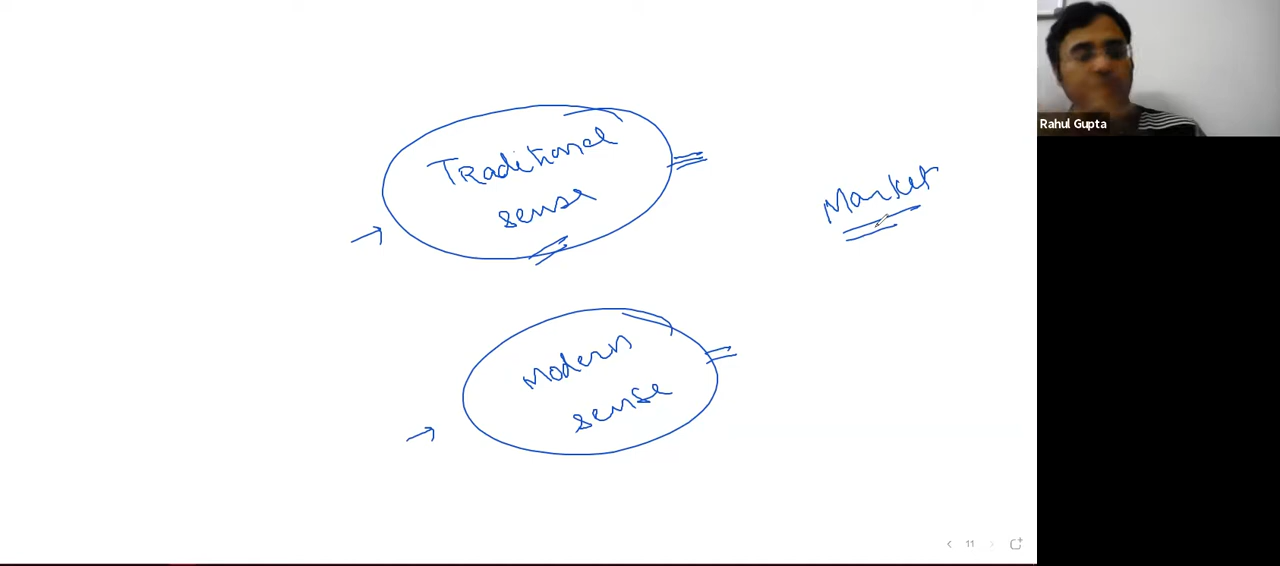 Traditional
sense
Market
Modern
sense
Rahul Gupta
11